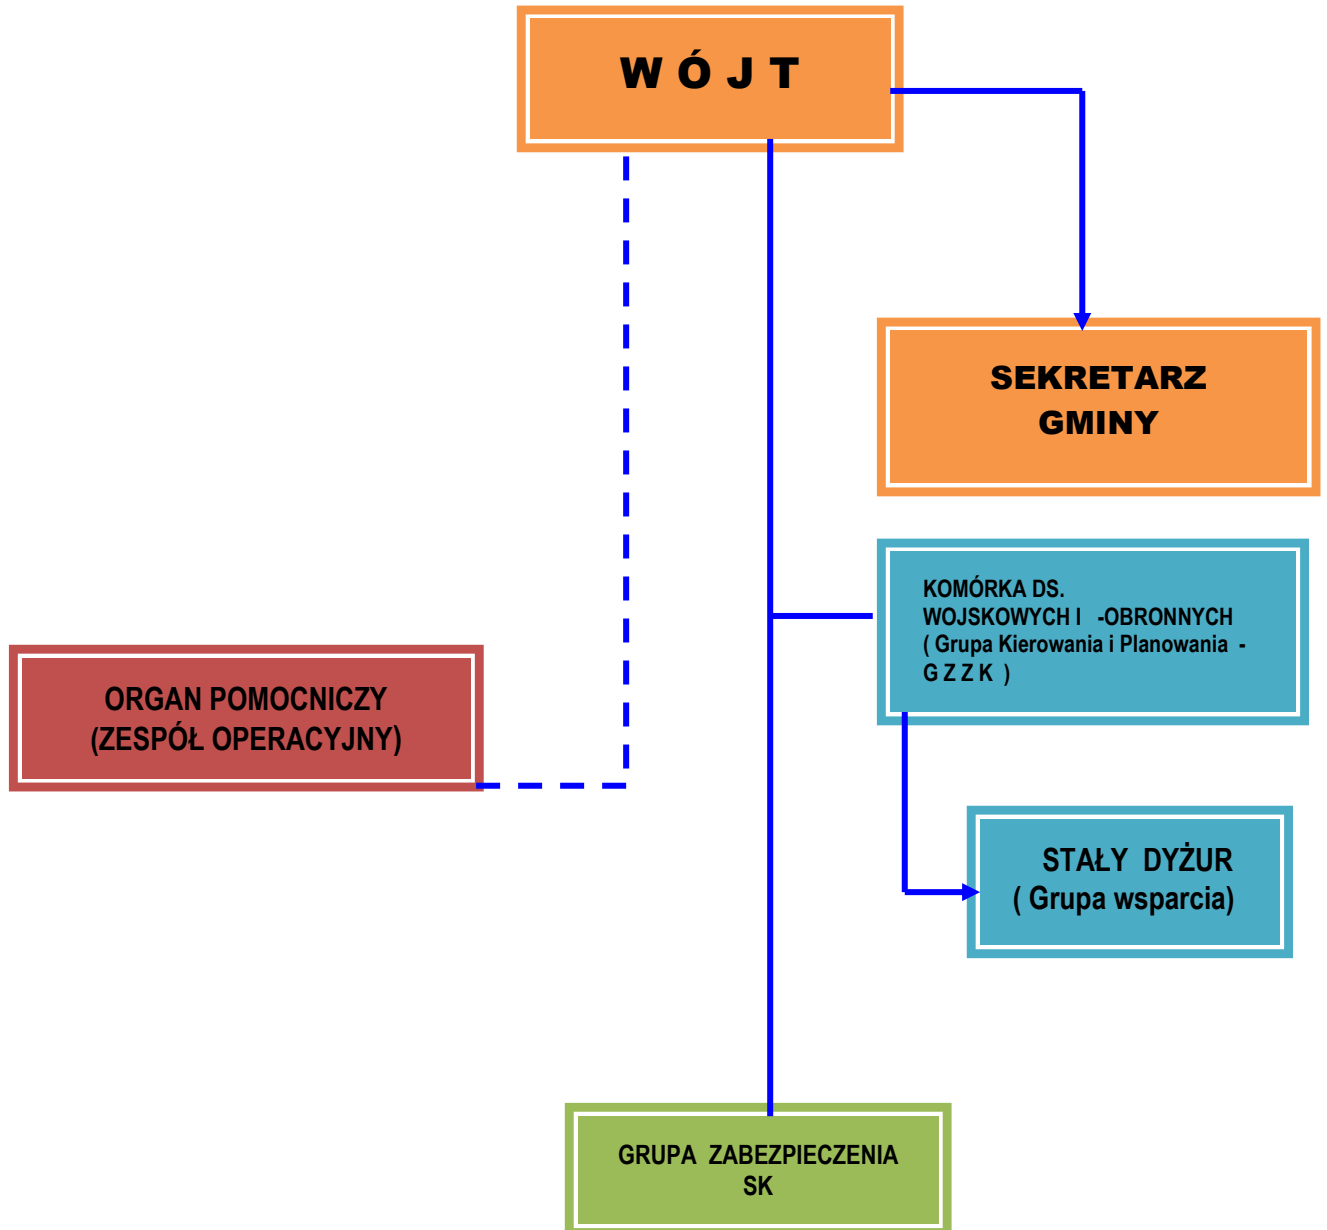 W Ó J T
SEKRETARZ
GMINY
KOMÓRKA DS.
WOJSKOWYCH I -OBRONNYCH
( Grupa Kierowania i Planowania -
G Z Z K )
ORGAN POMOCNICZY
(ZESPÓŁ OPERACYJNY)
STAŁY DYŻUR
( Grupa wsparcia)
GRUPA ZABEZPIECZENIA
SK